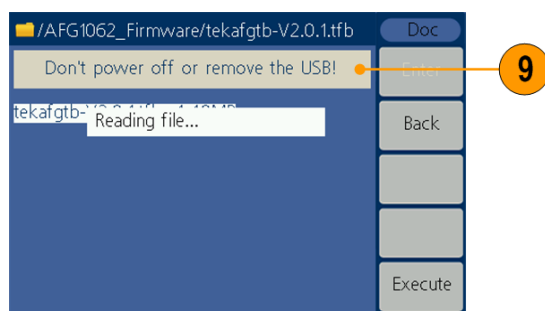 /AFG1062_Firmware/tekafgtb-V2.0.1.tfb
Doc
Don't power off or remove the USB!
Enter
9
tekafgtb-
Reading file...
Back
Execute